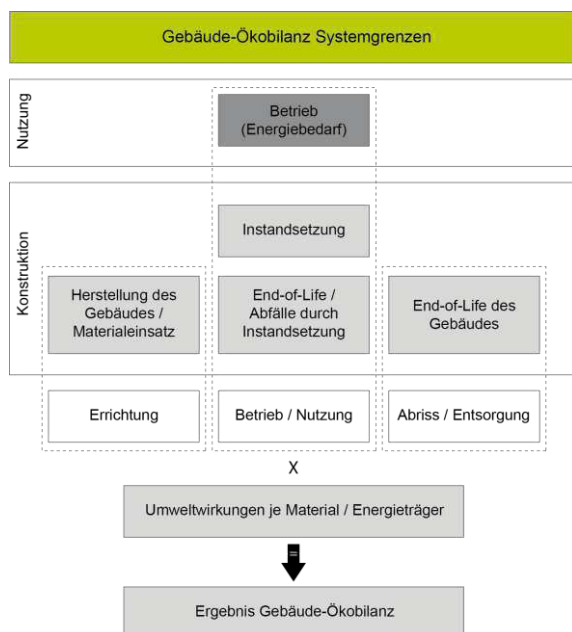 Gebäude-Ökobilanz Systemgrenzen
Nutzung
Betrieb
(Energiebedarf)
Konstruktion
Instandsetzung
Herstellung des
Gebäudes /
Materialeinsatz
End-of-Life /
Abfälle durch
Instandsetzung
End-of-Life des
Gebäudes
Errichtung
Betrieb / Nutzung
Abriss / Entsorgung
X
Umweltwirkungen je Material / Energieträger
=
Ergebnis Gebäude-Ökobilanz